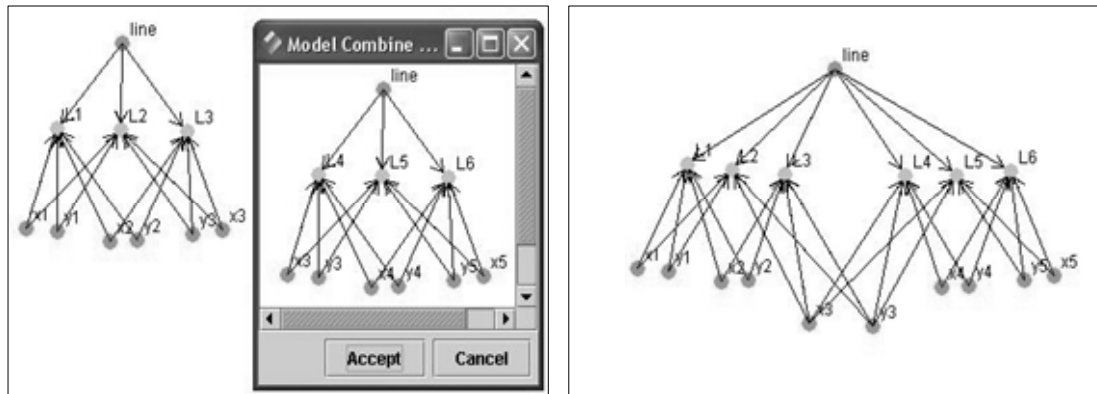 line
L1 L2 L3
x1 y1 x2 y2 y3 x3
Model Combine ...
line
L4 L5 L6
x3 y3 x4 y4 y5 x5
Accept Cancel
line
L1 L2 L3 L4 L5 L6
x1 y1 x2 y2 x4 y4 y5 x5
x3 y3